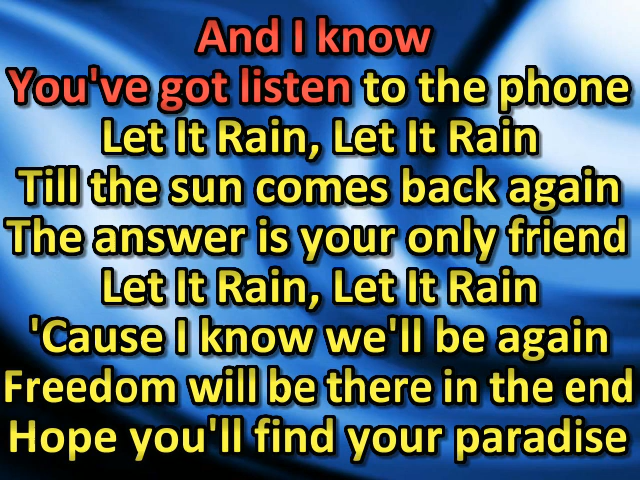 And I know
You've got listen to the phone
Let It Rain, Let It Rain
Till the sun comes back again
The answer is your only friend
Let It Rain, Let It Rain
'Cause I know we'll be again
Freedom will be there in the end
Hope you'll find your paradise